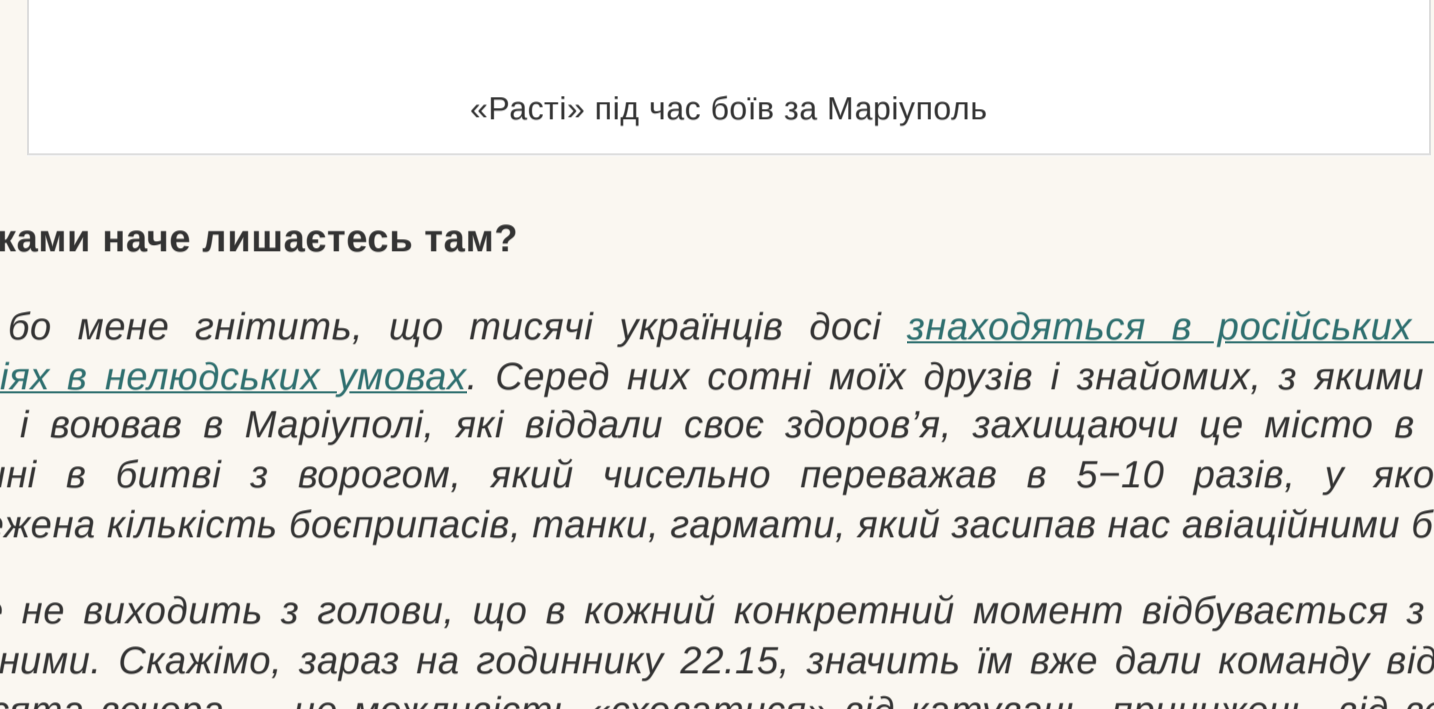 «Расті» під час боїв за Маріуполь
ками наче лишаєтесь там?
бо мене гнітить, що тисячі українців досі знаходяться в російських
іях в нелюдських умовах. Серед них сотні моїх друзів і знайомих, з якими
і воював в Маріуполі, які віддали своє здоров’я, захищаючи це місто в
нні в битві з ворогом, який чисельно переважав в 5–10 разів, у яко
ежена кількість боєприпасів, танки, гармати, який засипав нас авіаційними б
не виходить з голови, що в кожний конкретний момент відбувається з
ними. Скажімо, зараз на годиннику 22.15, значить їм вже дали команду від